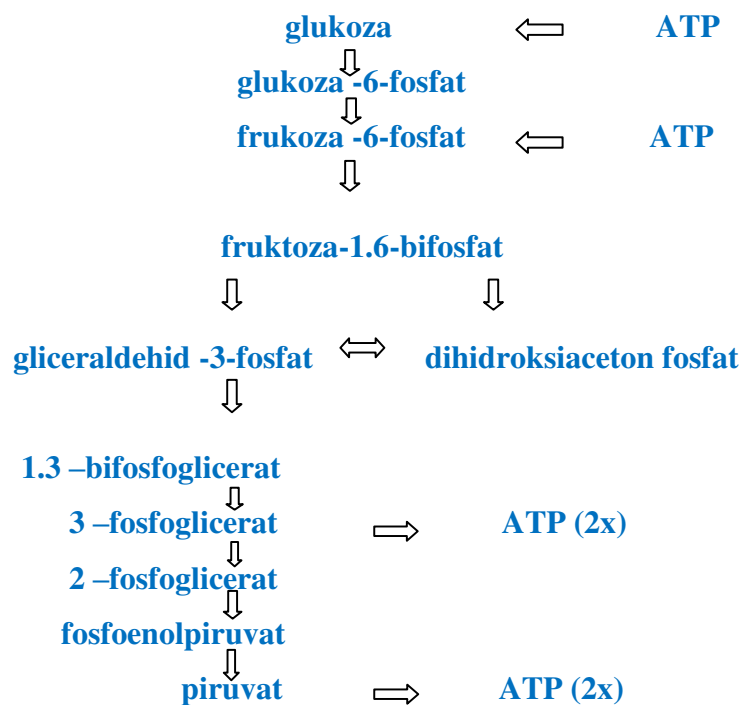 glukoza ATP
glukoza -6-fosfat
frukoza -6-fosfat ATP
fruktoza-1.6-bifosfat
gliceraldehid -3-fosfat dihidroksiaceton fosfat
1.3 –bifosfoglicerat
3 –fosfoglicerat ATP (2x)
2 –fosfoglicerat
fosfoenolpiruvat
piruvat ATP (2x)